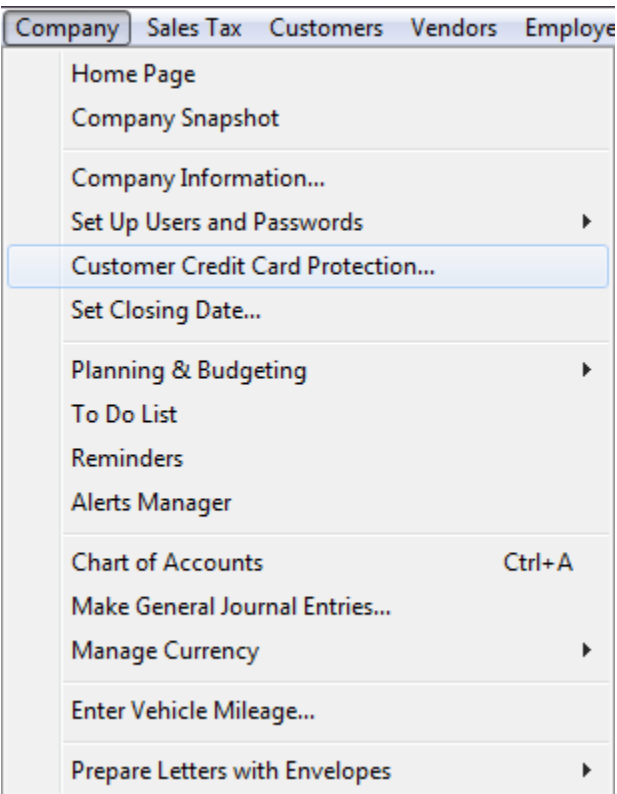 Company Sales Tax Customers Vendors Employe
Home Page
Company Snapshot
Company Information...
Set Up Users and Passwords
Customer Credit Card Protection...
Set Closing Date...
Planning & Budgeting
To Do List
Reminders
Alerts Manager
Chart of Accounts Ctrl+A
Make General Journal Entries...
Manage Currency
Enter Vehicle Mileage...
Prepare Letters with Envelopes